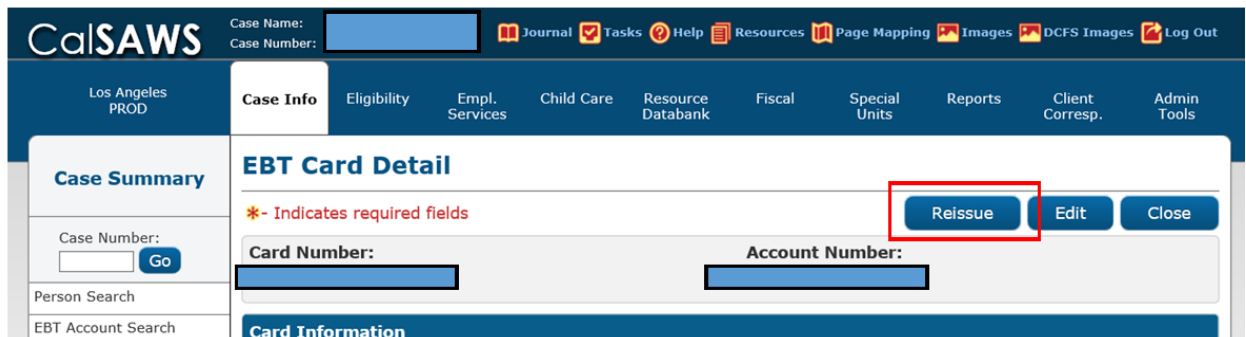 CalSAWS
Case Name:
Case Number:
Journal Tasks Help Resources Page Mapping Images DCFS Images Log Out
Los Angeles
PROD
Case Info
Eligibility
Empl.
Services
Child Care
Resource
Databank
Fiscal
Special
Units
Reports
Client
Corresp.
Admin
Tools
Case Summary
Case Number:
Go
Person Search
EBT Account Search
EBT Card Detail
*- Indicates required fields
Reissue Edit Close
Card Number: Account Number:
Card Information